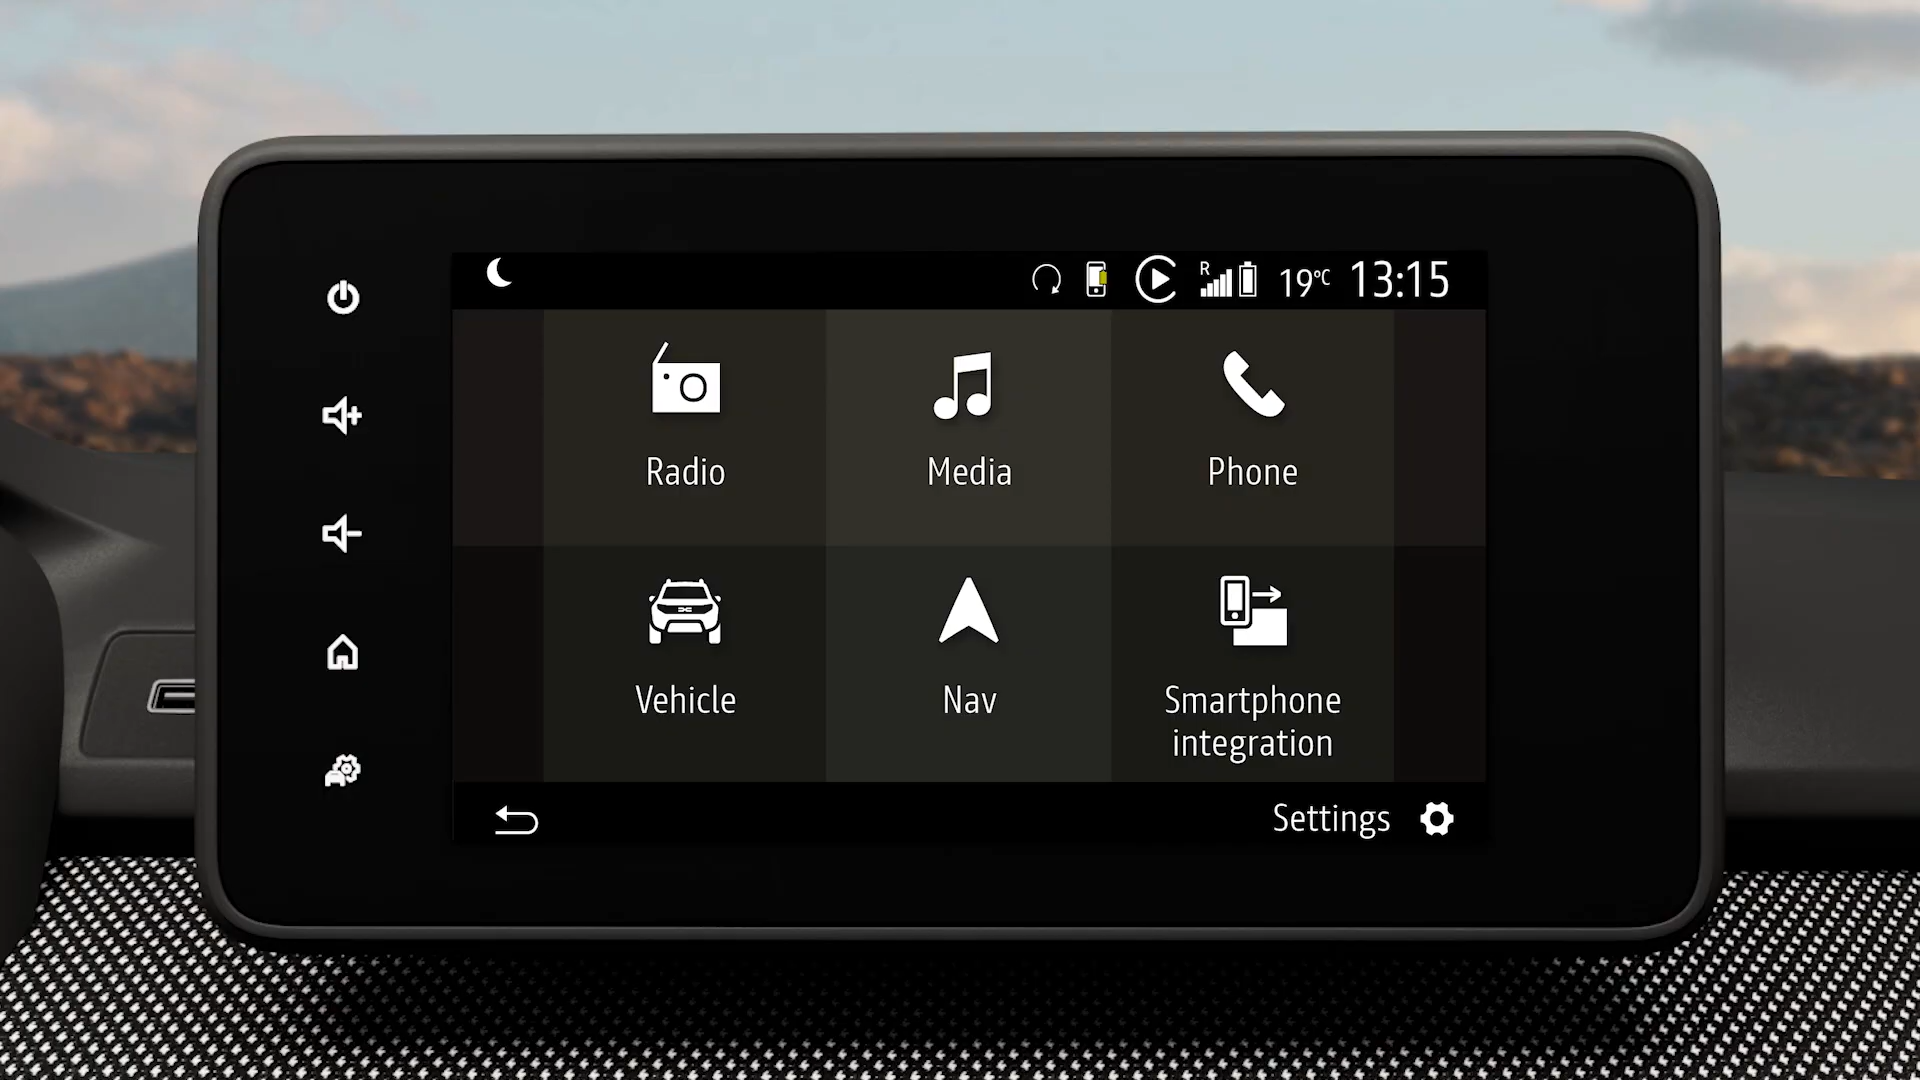 R
19°C 13:15
Radio
Media
Phone
Vehicle
Nav
Smartphone
integration
Settings